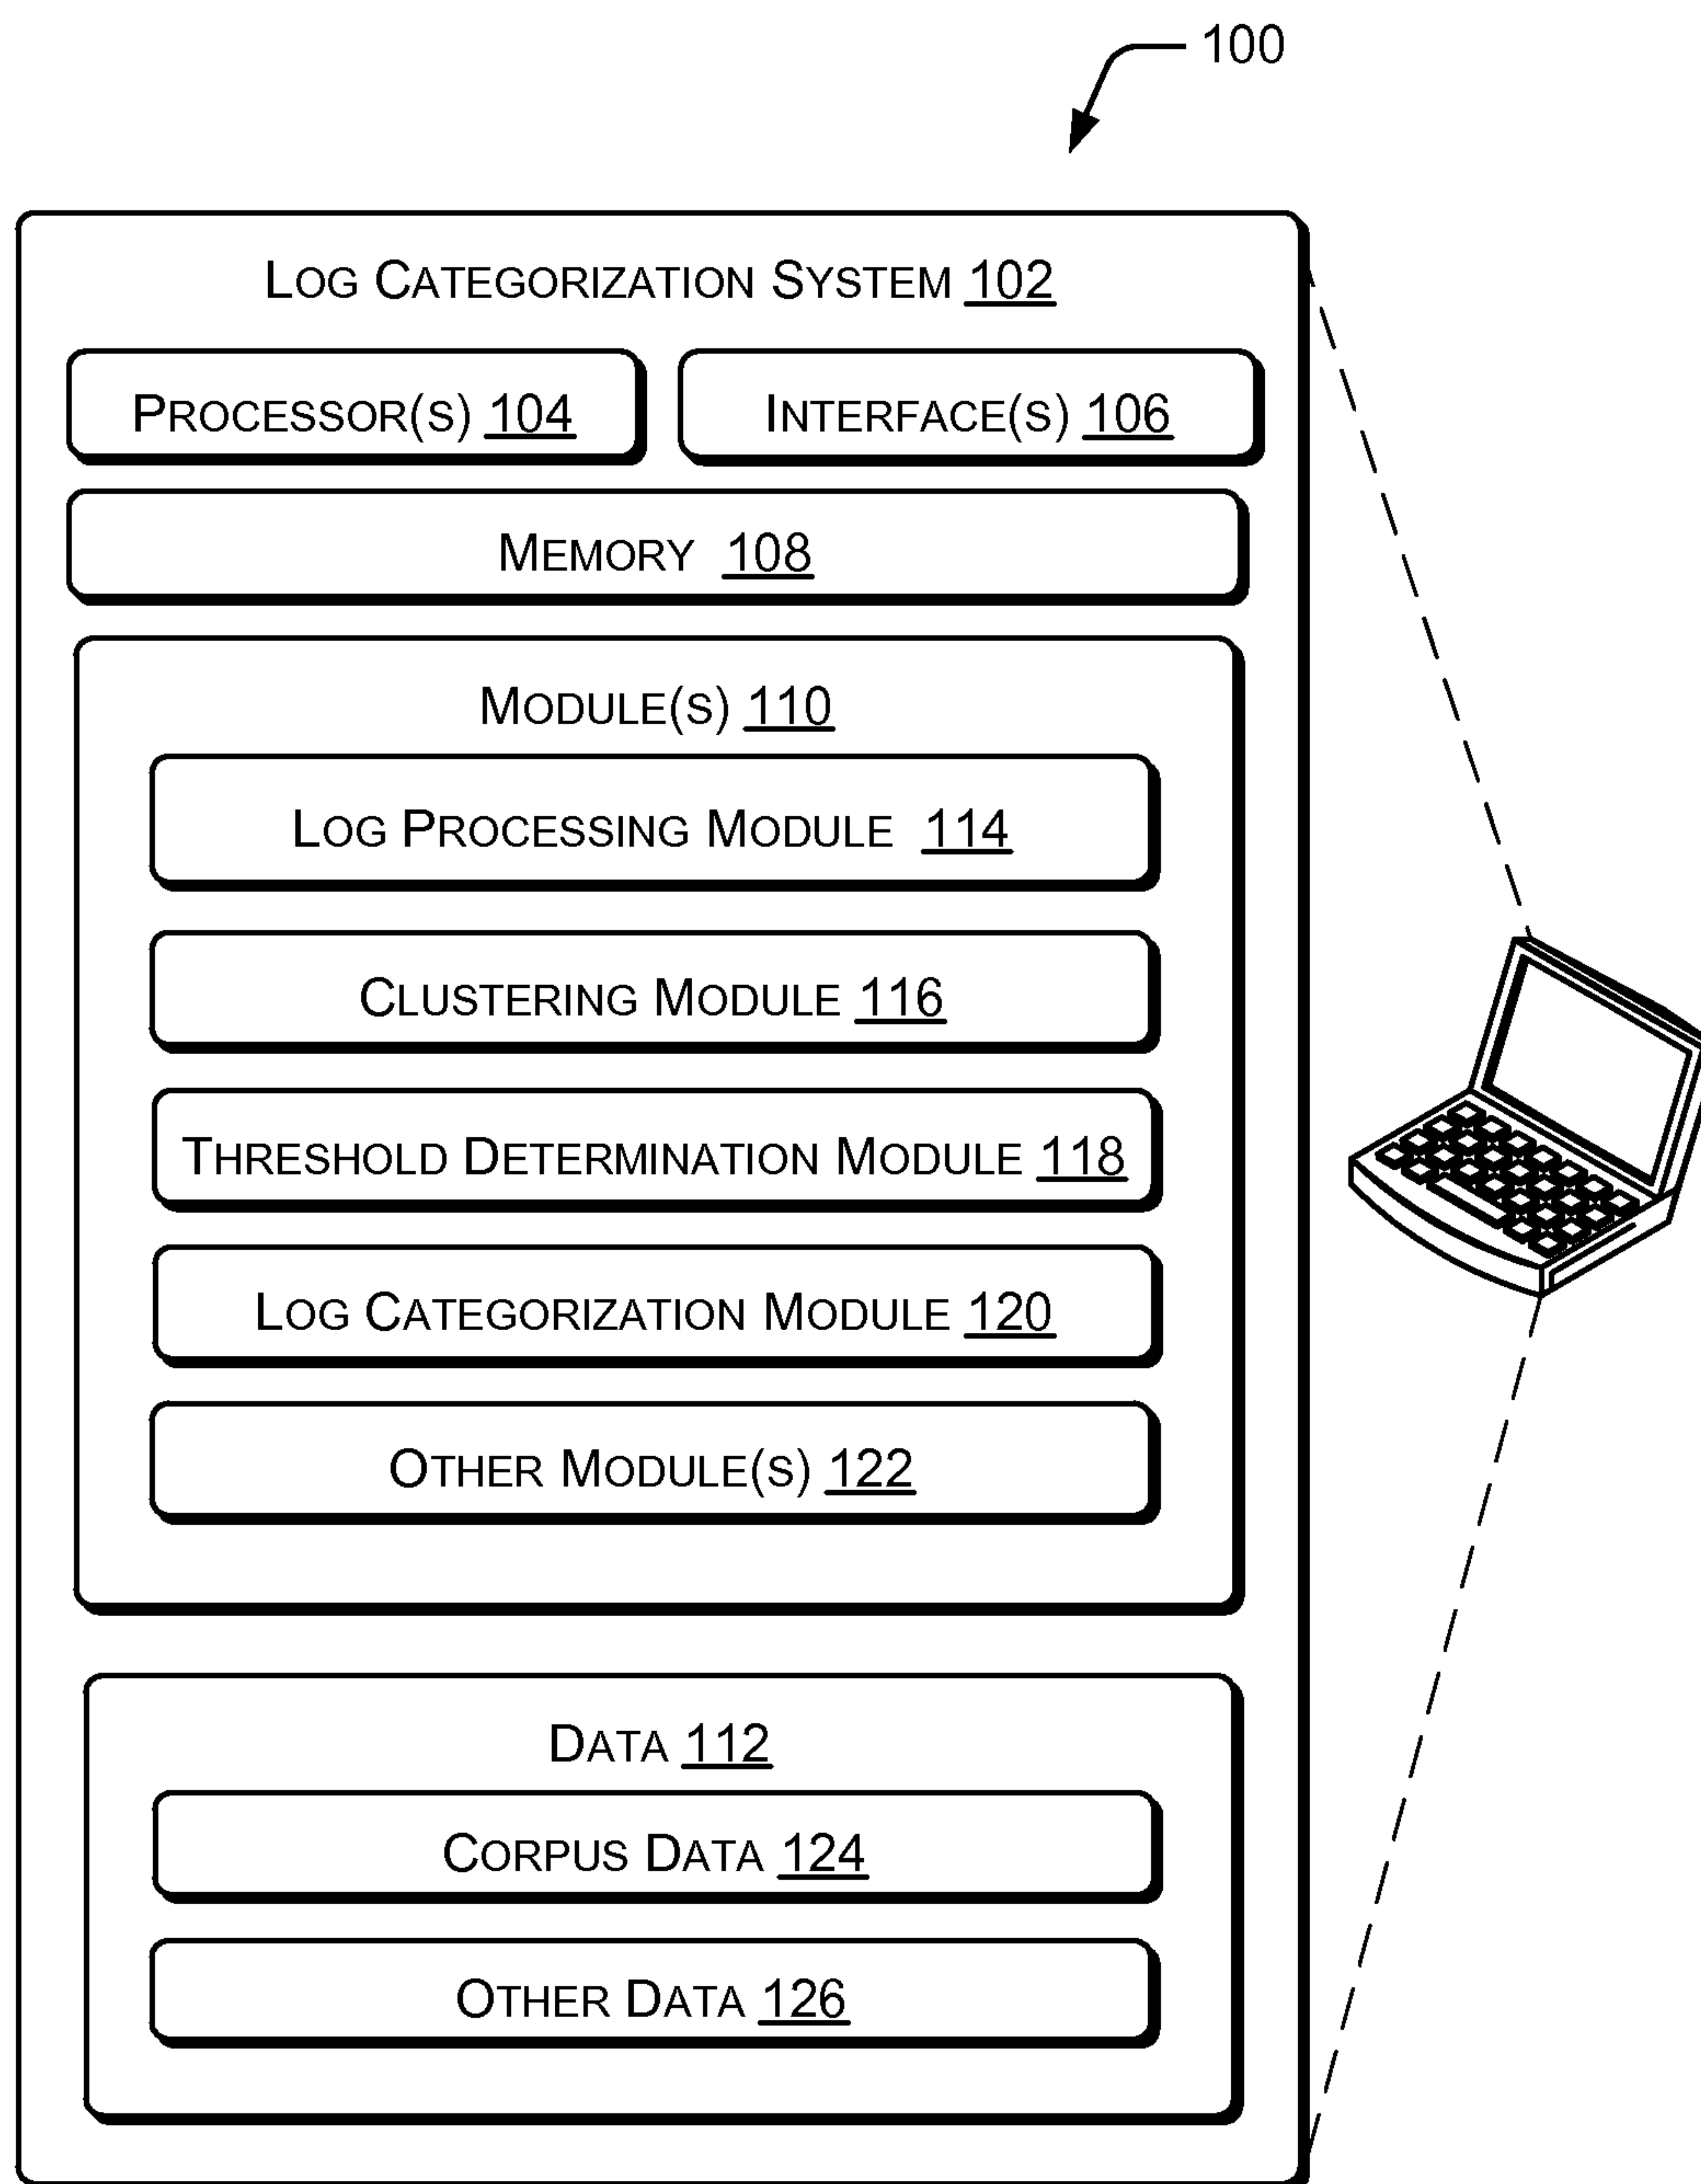 100
LOG CATEGORIZATION SYSTEM 102
PROCESSOR(S) 104
INTERFACE(S) 106
MEMORY 108
MODULE(S) 110
LOG PROCESSING MODULE 114
CLUSTERING MODULE 116
THRESHOLD DETERMINATION MODULE 118
LOG CATEGORIZATION MODULE 120
OTHER MODULE(S) 122
DATA 112
CORPUS DATA 124
OTHER DATA 126